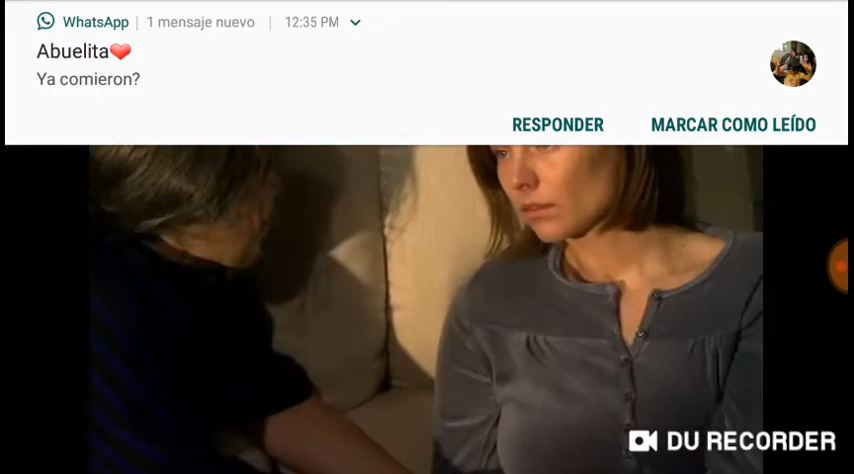 WhatsApp | 1 mensaje nuevo | 12:35 PM
Abuelita❤
Ya comieron?
RESPONDER MARCAR COMO LEÍDO
DU RECORDER